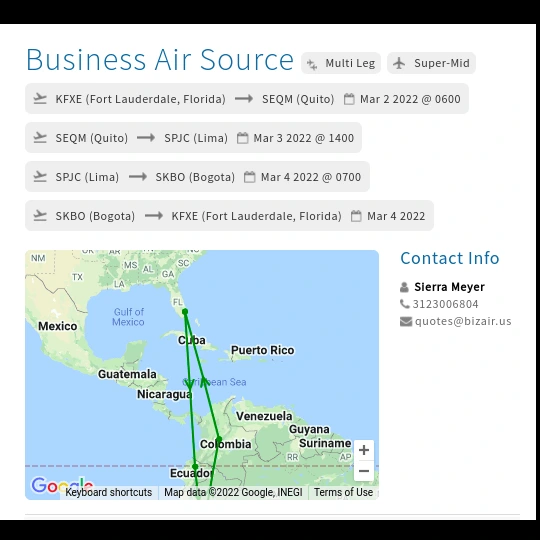 Business Air Source Multi Leg Super-Mid
KFXE (Fort Lauderdale, Florida) SEQM (Quito) Mar 2 2022 @ 0600
SEQM (Quito) SPJC (Lima) Mar 3 2022 @ 1400
SPJC (Lima) SKBO (Bogota) Mar 4 2022 @ 0700
SKBO (Bogota) KFXE (Fort Lauderdale, Florida) Mar 4 2022
Contact Info
Sierra Meyer
3123006804
quotes@bizair.us
OK AR
NM
SC
MS
AL
GA
TX
LA
FL
Gulf of
Mexico
Mexico
Cuba
Puerto Rico
Guatemala
Caribbean Sea
Nicaragua
Venezuela
Guyana
Colombia
Suriname
RR
AP
Ecuador
Google
Keyboard shortcuts Map data ©2022 Google, INEGI Terms of Use